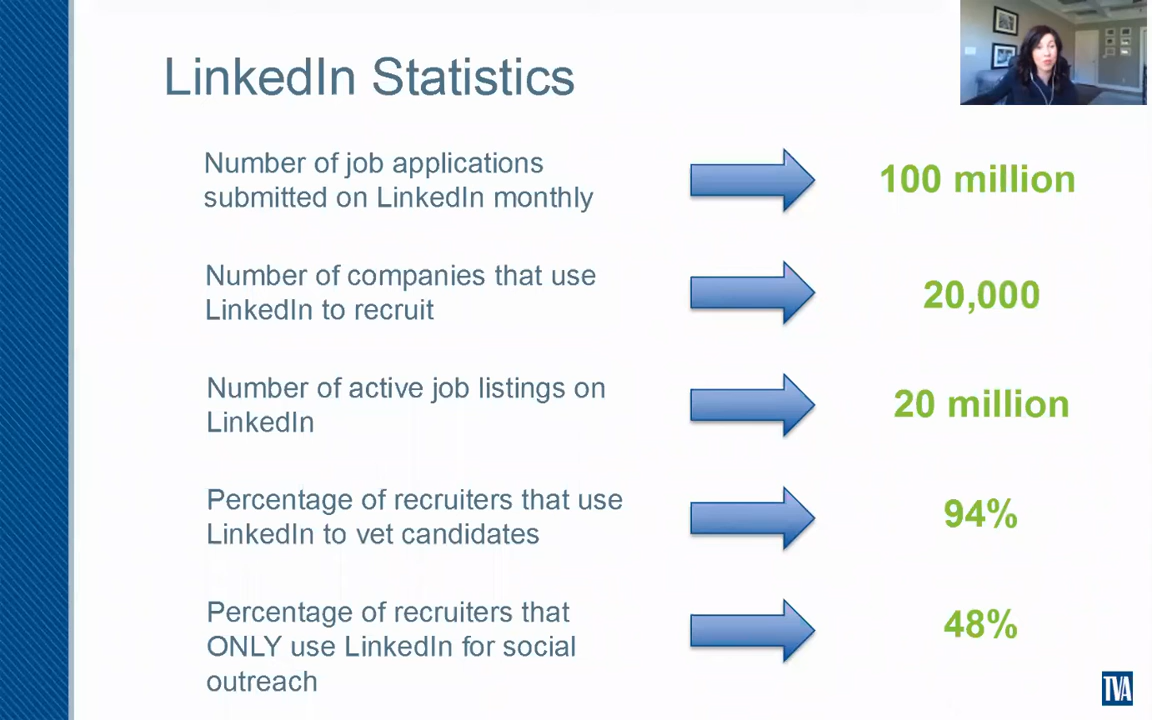 LinkedIn Statistics
Number of job applications
submitted on LinkedIn monthly
100 million
Number of companies that use
LinkedIn to recruit
20,000
Number of active job listings on
LinkedIn
20 million
Percentage of recruiters that use
LinkedIn to vet candidates
94%
Percentage of recruiters that
ONLY use LinkedIn for social
outreach
48%
TVA